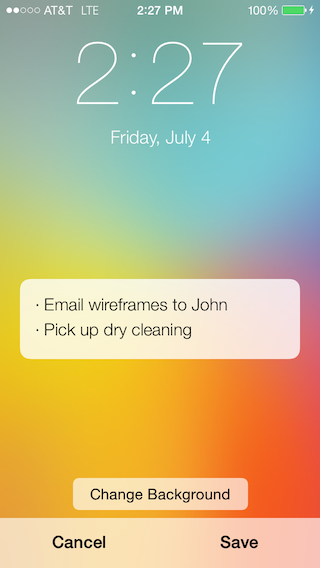 AT&T LTE 2:27 PM 100%
2:27
Friday, July 4
· Email wireframes to John
· Pick up dry cleaning
Change Background
Cancel Save